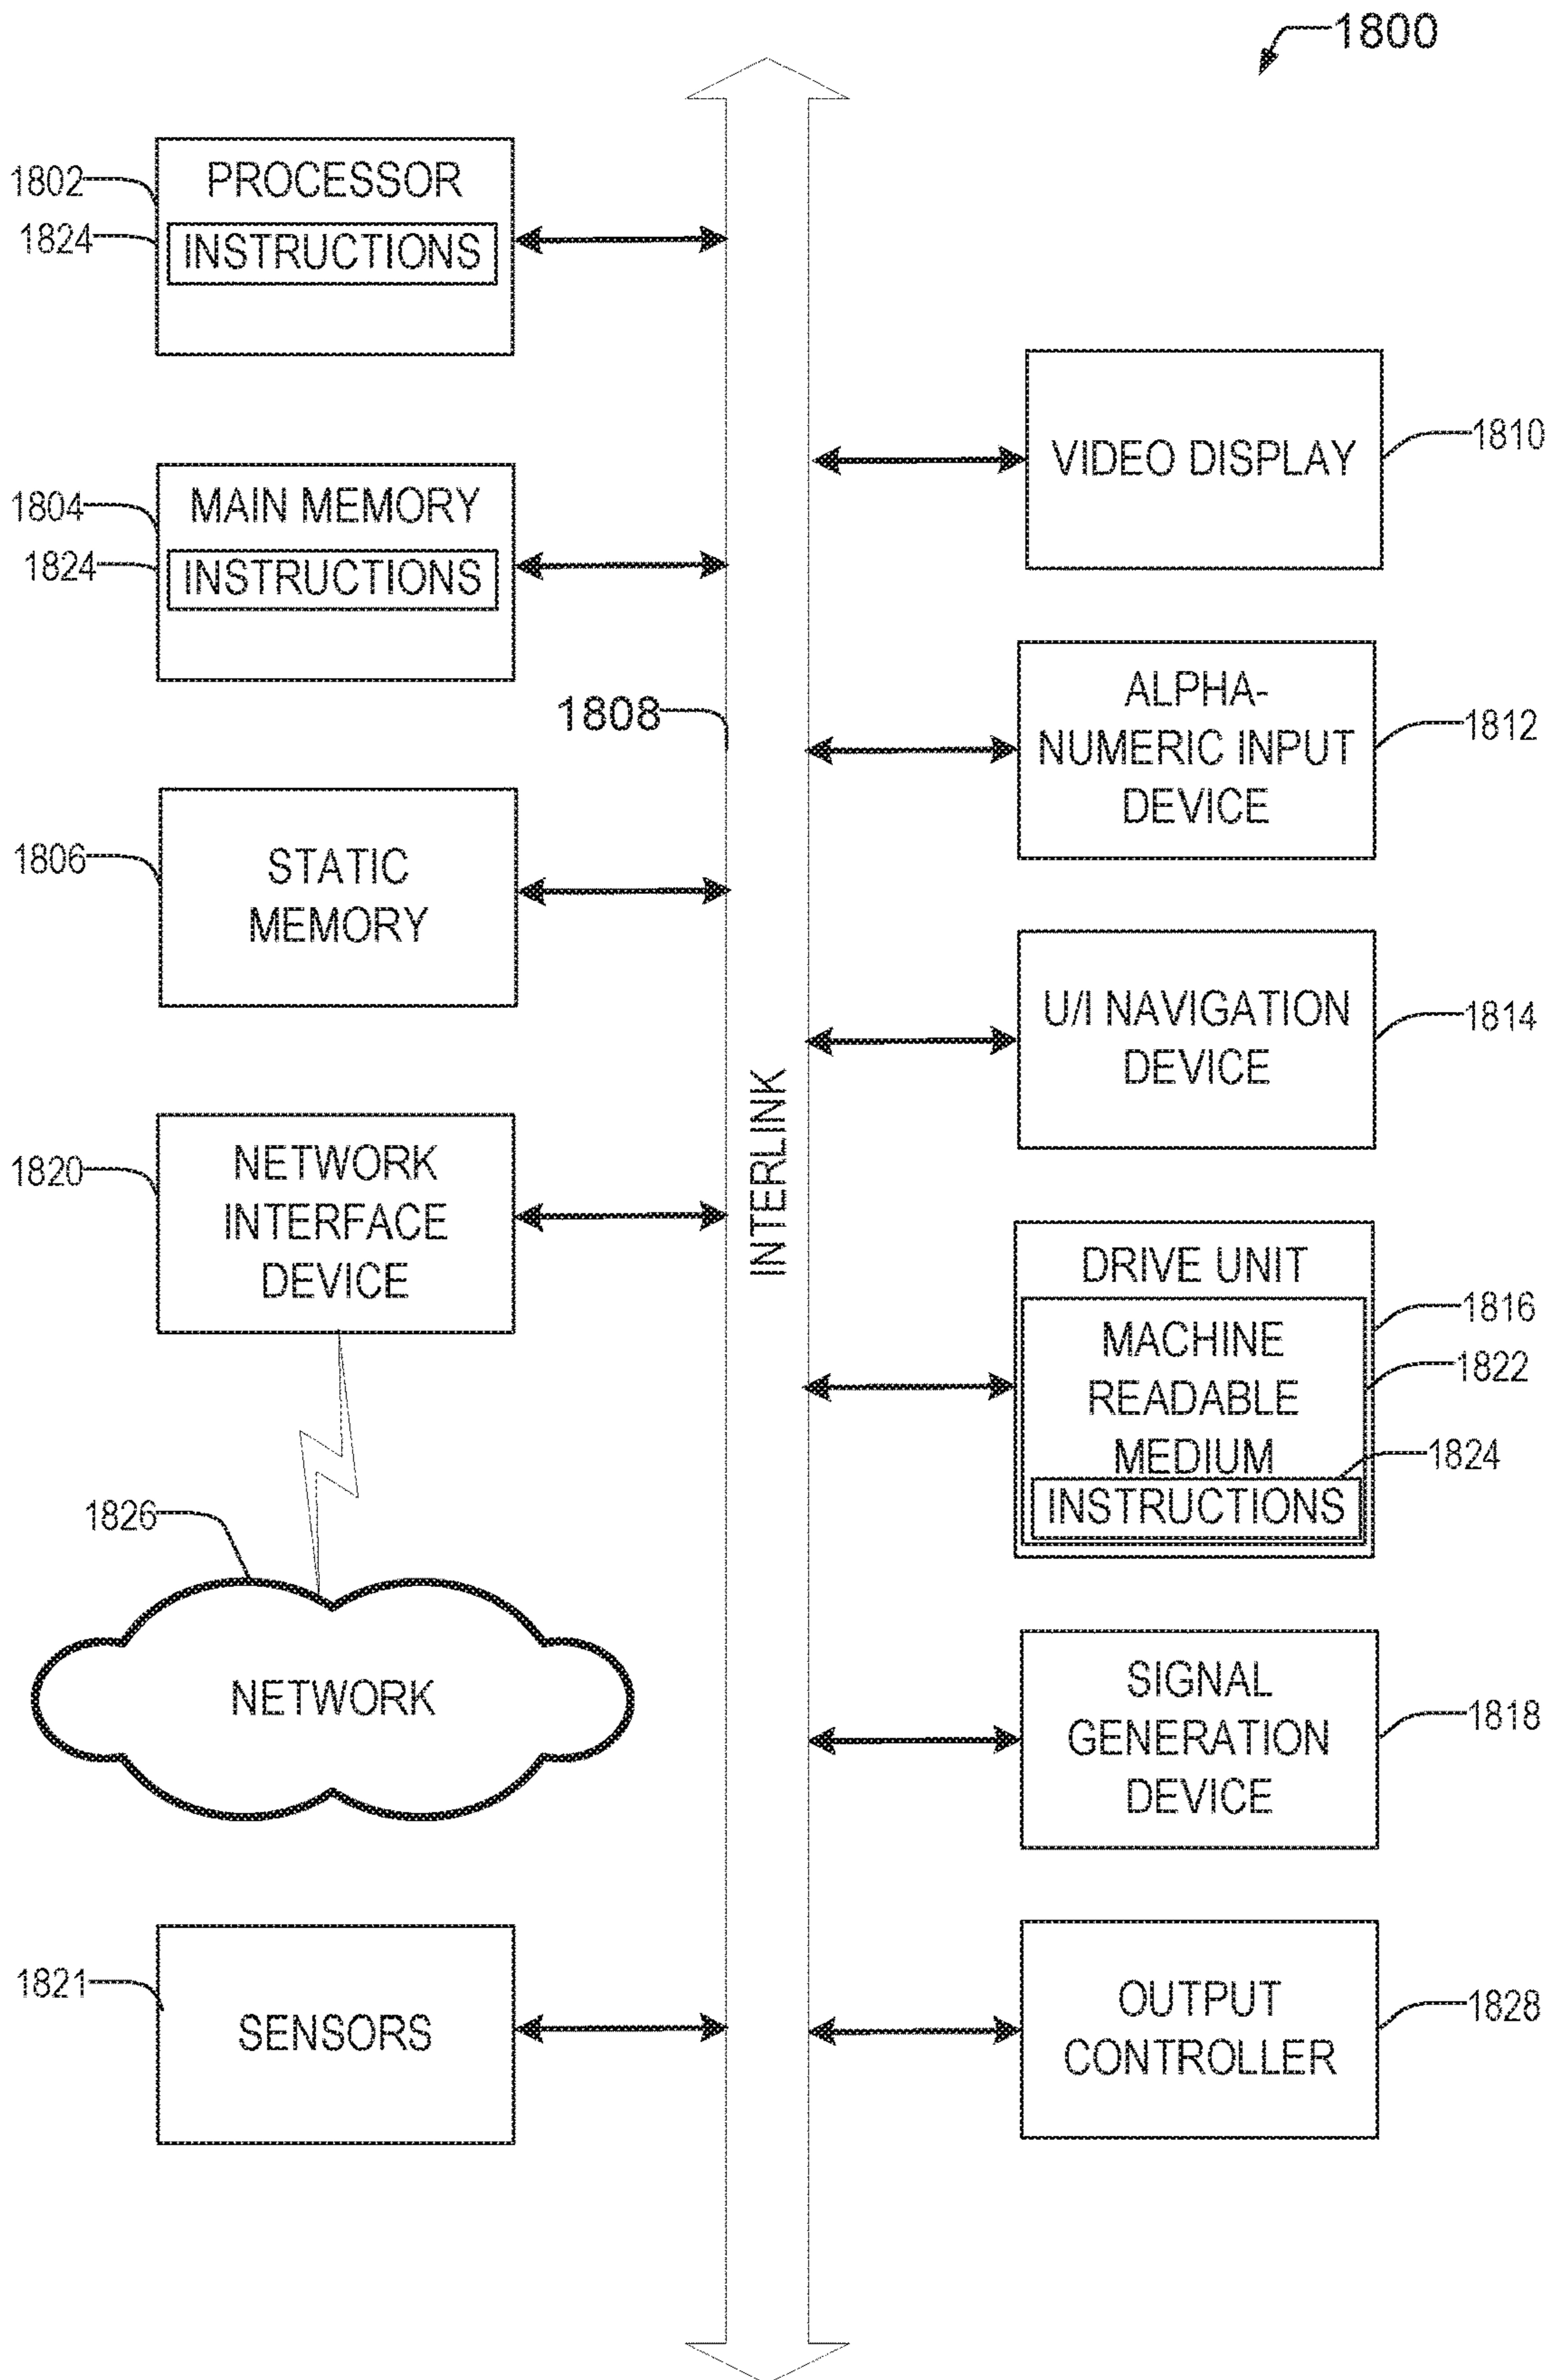 1800
1802
PROCESSOR
1824
INSTRUCTIONS
1804
MAIN MEMORY
1824
INSTRUCTIONS
1808
1806
STATIC
MEMORY
1820
NETWORK
INTERFACE
DEVICE
1826
NETWORK
1821
SENSORS
INTERLINK
VIDEO DISPLAY
1810
ALPHA-
NUMERIC INPUT
DEVICE
1812
U/I NAVIGATION
DEVICE
1814
DRIVE UNIT
1816
MACHINE
READABLE
MEDIUM
1822
1824
INSTRUCTIONS
SIGNAL
GENERATION
DEVICE
1818
OUTPUT
CONTROLLER
1828